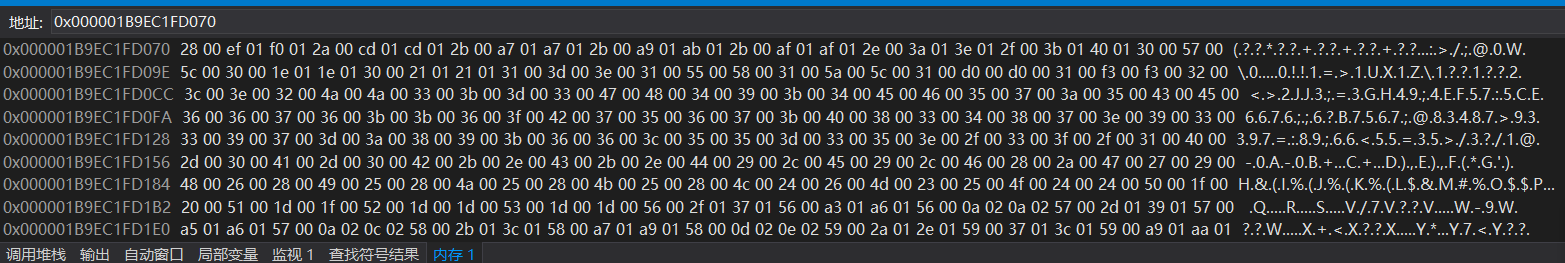 地址: 0x000001B9EC1FD070
0x000001B9EC1FD070 28 00 ef 01 f0 01 2a 00 cd 01 cd 01 2b 00 a7 01 a7 01 2b 00 a9 01 ab 01 2b 00 af 01 af 01 2e 00 3a 01 3e 01 2f 00 3b 01 40 01 30 00 57 00 (.?.?.*.?.?.+.?.?.+.?.?.+.?.?...:.>./.;.@.0.W.
0x000001B9EC1FD09E 5c 00 30 00 1e 01 1e 01 30 00 21 01 21 01 31 00 3d 00 3e 00 31 00 55 00 58 00 31 00 5a 00 5c 00 31 00 d0 00 d0 00 31 00 f3 00 f3 00 32 00 \.0.....0.!.!.1.=.>.1.U.X.1.Z.\.1.?.?.1.?.?.2.
0x000001B9EC1FD0CC 3c 00 3e 00 32 00 4a 00 4a 00 33 00 3b 00 3d 00 33 00 47 00 48 00 34 00 39 00 3b 00 34 00 45 00 46 00 35 00 37 00 3a 00 35 00 43 00 45 00 <.>.2.J.J.3.;.=.3.G.H.4.9.;.4.E.F.5.7.:.5.C.E.
0x000001B9EC1FD0FA 36 00 36 00 37 00 36 00 3b 00 3b 00 36 00 3f 00 42 00 37 00 35 00 36 00 37 00 3b 00 40 00 38 00 33 00 34 00 38 00 37 00 3e 00 39 00 33 00 6.6.7.6.;.;.6.?.B.7.5.6.7.;.@.8.3.4.8.7.>.9.3.
0x000001B9EC1FD128 33 00 39 00 37 00 3d 00 3a 00 38 00 39 00 3b 00 36 00 36 00 3c 00 35 00 35 00 3d 00 33 00 35 00 3e 00 2f 00 33 00 3f 00 2f 00 31 00 40 00 3.9.7.=.:.8.9.;.6.6.<.5.5.=.3.5.>./.3.?./.1.@.
0x000001B9EC1FD156 2d 00 30 00 41 00 2d 00 30 00 42 00 2b 00 2e 00 43 00 2b 00 2e 00 44 00 29 00 2c 00 45 00 29 00 2c 00 46 00 28 00 2a 00 47 00 27 00 29 00 -.0.A.-.0.B.+...C.+...D.).,.E.).,.F.(.*.G.'.).
0x000001B9EC1FD184 48 00 26 00 28 00 49 00 25 00 28 00 4a 00 25 00 28 00 4b 00 25 00 28 00 4c 00 24 00 26 00 4d 00 23 00 25 00 4f 00 24 00 24 00 50 00 1f 00 H.&.(.I.%.(.J.%.(.K.%.(.L.$.&.M.#.%.O.$.$.P...
0x000001B9EC1FD1B2 20 00 51 00 1d 00 1f 00 52 00 1d 00 1d 00 53 00 1d 00 1d 00 56 00 2f 01 37 01 56 00 a3 01 a6 01 56 00 0a 02 0a 02 57 00 2d 01 39 01 57 00 .Q.....R.....S.....V./.7.V.?.?.V.....W.-.9.W.
0x000001B9EC1FD1E0 a5 01 a6 01 57 00 0a 02 0c 02 58 00 2b 01 3c 01 58 00 a7 01 a9 01 58 00 0d 02 0e 02 59 00 2a 01 2e 01 59 00 37 01 3c 01 59 00 a9 01 aa 01 ?.?.W.....X.+.<.X.?.?.X.....Y.*...Y.7.<.Y.?.?.
调用堆栈 输出 自动窗口 局部变量 监视 1 查找符号结果 内存 1